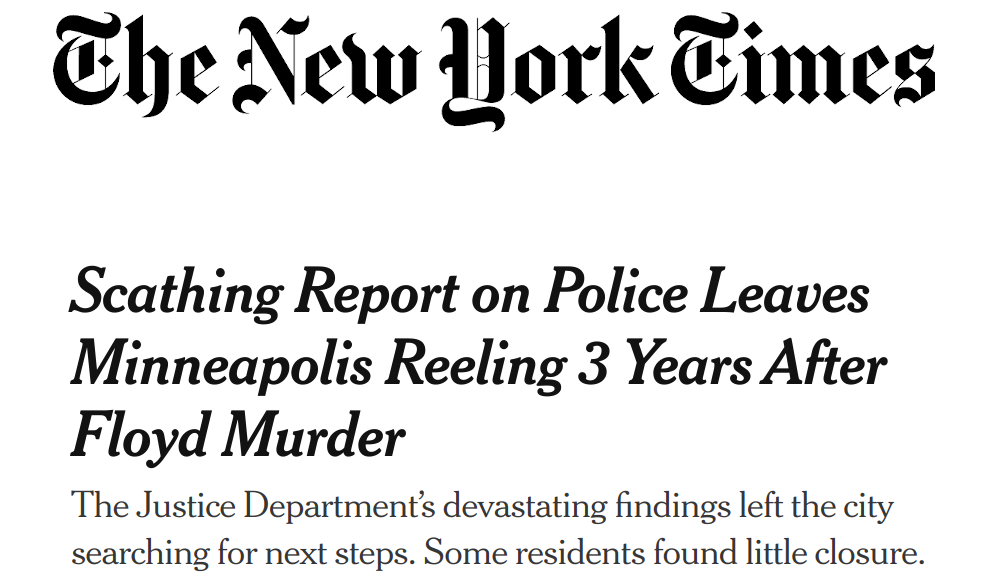 The New York Times
Scathing Report on Police Leaves
Minneapolis Reeling 3 Years After
Floyd Murder
The Justice Department’s devastating findings left the city
searching for next steps. Some residents found little closure.